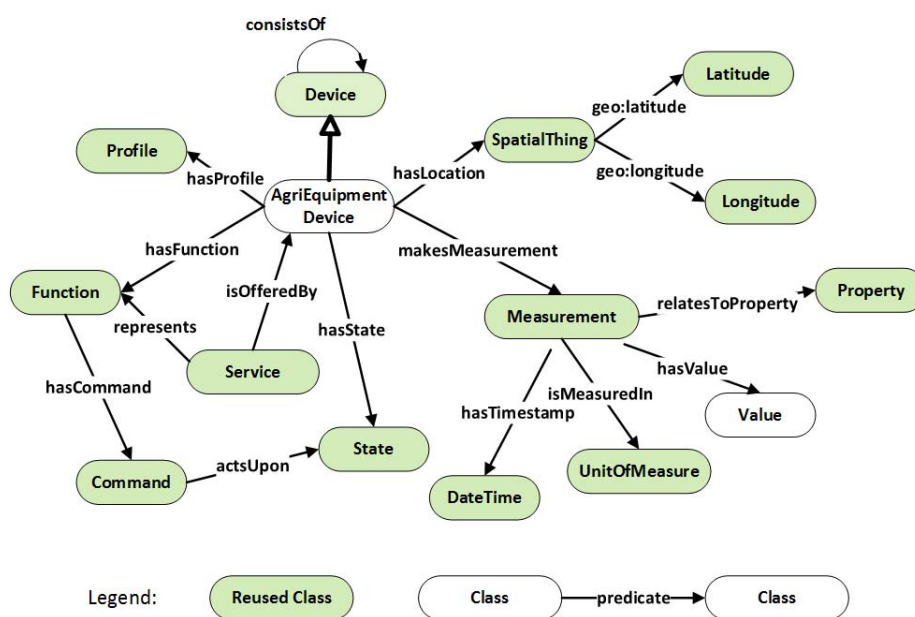 consistsOf
Device
Latitude
geo:latitude
SpatialThing
Profile
hasProfile
hasLocation
geo:longitude
AgriEquipment
Device
Longitude
hasFunction
makesMeasurement
Function
isOfferedBy
Property
relatesToProperty
Measurement
represents
hasState
Service
hasCommand
hasValue
isMeasuredIn
hasTimestamp
Value
State
actsUpon
Command
UnitOfMeasure
DateTime
Legend:
Reused Class
Class
predicate
Class